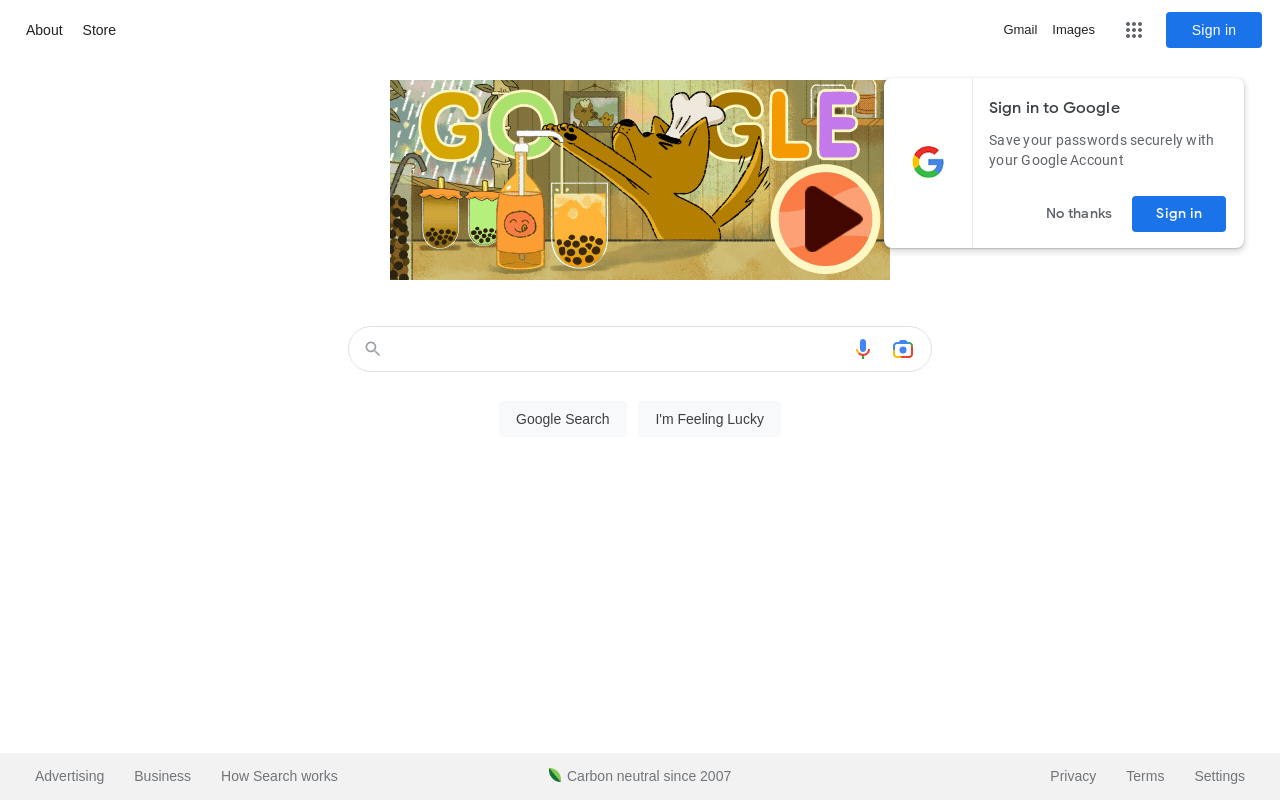 About
Store
Gmail
Images
Sign in
GOOGLE
Sign in to Google
Save your passwords securely with
your Google Account
No thanks
Sign in
Google Search
I'm Feeling Lucky
Advertising
Business
How Search works
Carbon neutral since 2007
Privacy
Terms
Settings